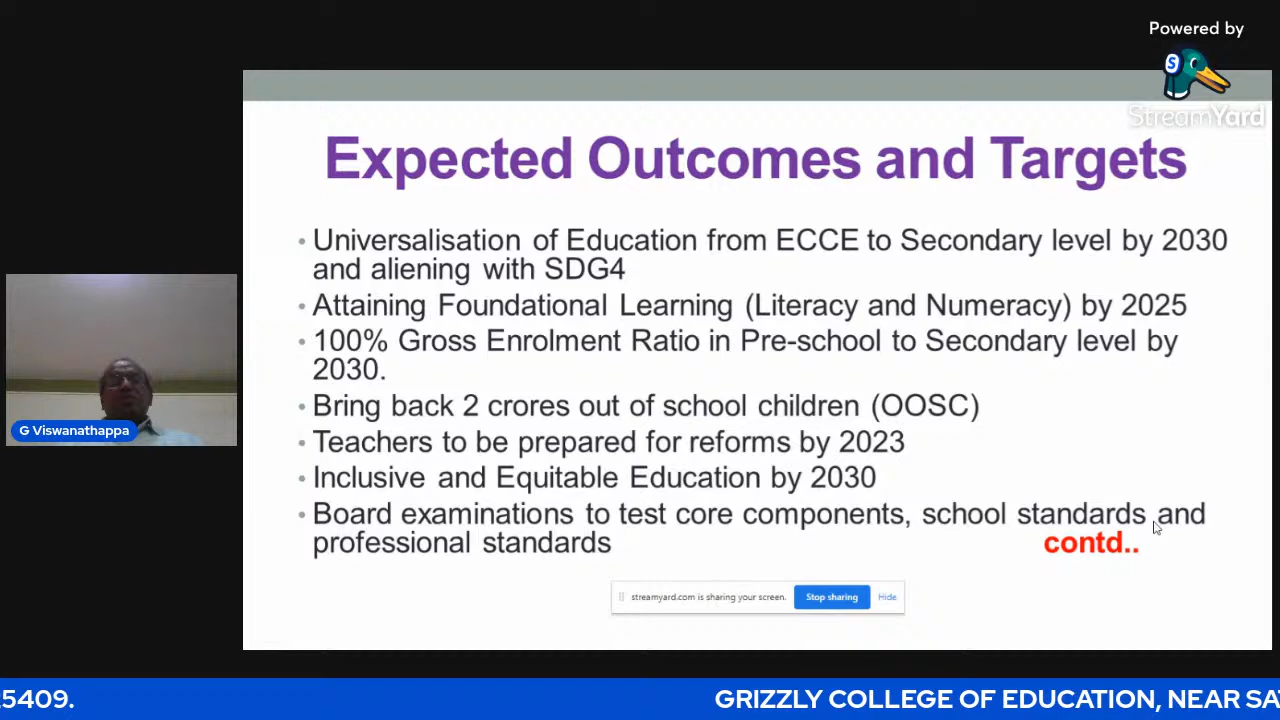 Powered by
StreamYard
Expected Outcomes and Targets
• Universalisation of Education from ECCE to Secondary level by 2030
and aliening with SDG4
• Attaining Foundational Learning (Literacy and Numeracy) by 2025
• 100% Gross Enrolment Ratio in Pre-school to Secondary level by
2030.
• Bring back 2 crores out of school children (OOSC)
• Teachers to be prepared for reforms by 2023
• Inclusive and Equitable Education by 2030
• Board examinations to test core components, school standards and
professional standards contd..
G Viswanathappa
streamyard.com is sharing your screen. Stop sharing Hide
5409. GRIZZLY COLLEGE OF EDUCATION, NEAR SA